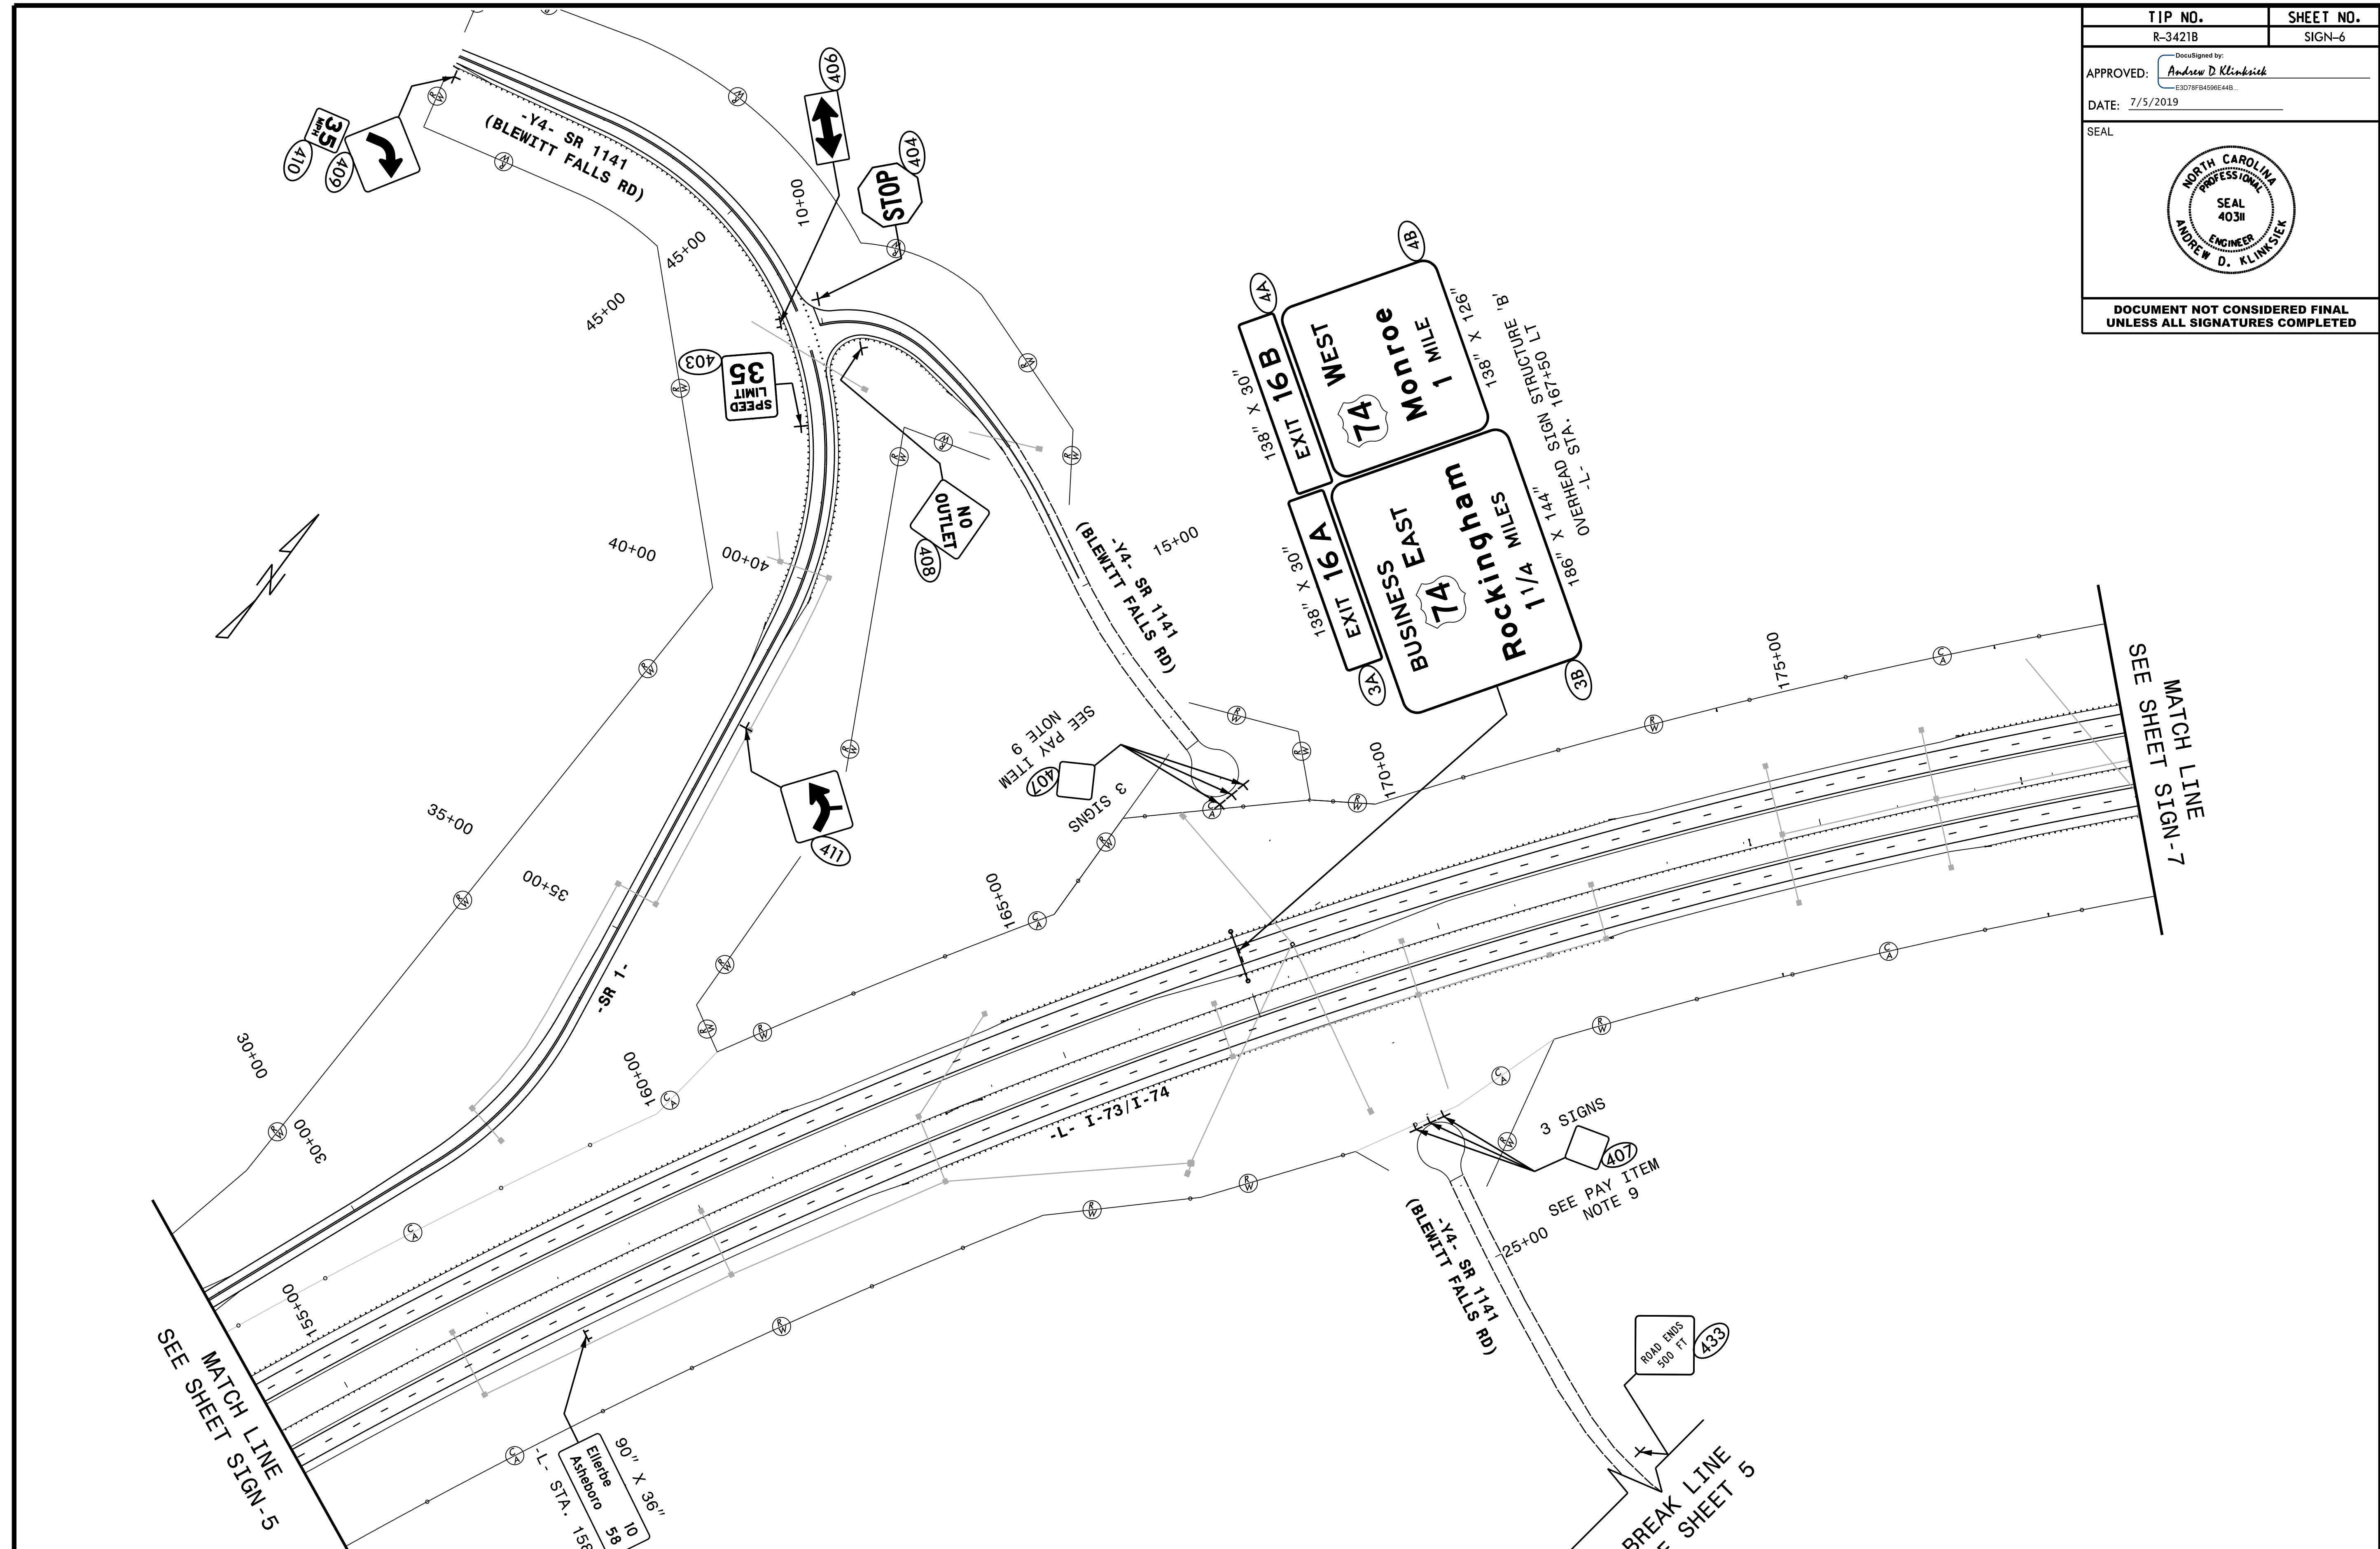 TIP NO.
SHEET NO.
R-3421B
SIGN-6
DocuSigned by:
APPROVED:
Andrew D. Klinksiek
E3D78FB4596E44B...
DATE: 7/5/2019
SEAL
NORTH CAROLINA
PROFESSIONAL
SEAL
40311
ENGINEER
ANDREW D. KLINKSIEK
DOCUMENT NOT CONSIDERED FINAL
UNLESS ALL SIGNATURES COMPLETED
406
404
STOP
10+00
35
MPH
410
409
-Y4- SR 1141
(BLEWITT FALLS RD)
45+00
45+00
403
SPEED
LIMIT
35
NO
OUTLET
408
40+00
40+00
4A
4B
EXIT 16 B
138" X 30"
74 WEST
Monroe
1 MILE
138" X 126"
3A
3B
EXIT 16 A
138" X 30"
BUSINESS
74 EAST
Rockingham
1 1/4 MILES
186" X 144"
OVERHEAD SIGN STRUCTURE 'B'
-L- STA. 167+50 LT
-Y4- SR 1141
(BLEWITT FALLS RD)
15+00
SEE PAY ITEM
NOTE 9
407
3 SIGNS
411
35+00
35+00
-SR 1-
30+00
30+00
155+00
160+00
165+00
170+00
175+00
-L- I-73/I-74
MATCH LINE
SEE SHEET SIGN-7
MATCH LINE
SEE SHEET SIGN-5
3 SIGNS
407
SEE PAY ITEM
NOTE 9
-Y4- SR 1141
(BLEWITT FALLS RD)
25+00
ROAD ENDS
500 FT
433
BREAK LINE
SHEET 5
90" X 36"
Ellerbe 10
Asheboro 58
-L- STA. 158
R/W
C/A
N